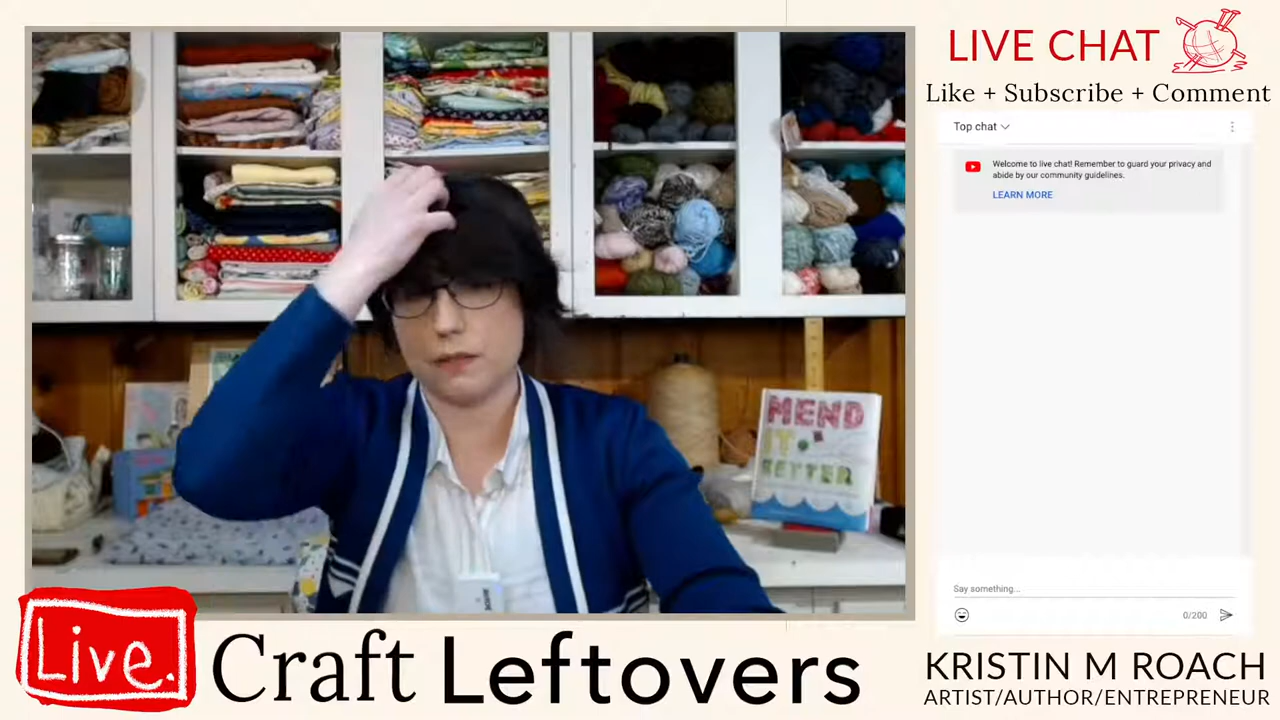 LIVE CHAT
Like + Subscribe + Comment
Top chat
Welcome to live chat! Remember to guard your privacy and
abide by our community guidelines.
LEARN MORE
MEND
IT
BETTER
Say something...
0/200
Live.
Craft Leftovers
KRISTIN M ROACH
ARTIST/AUTHOR/ENTREPRENEUR